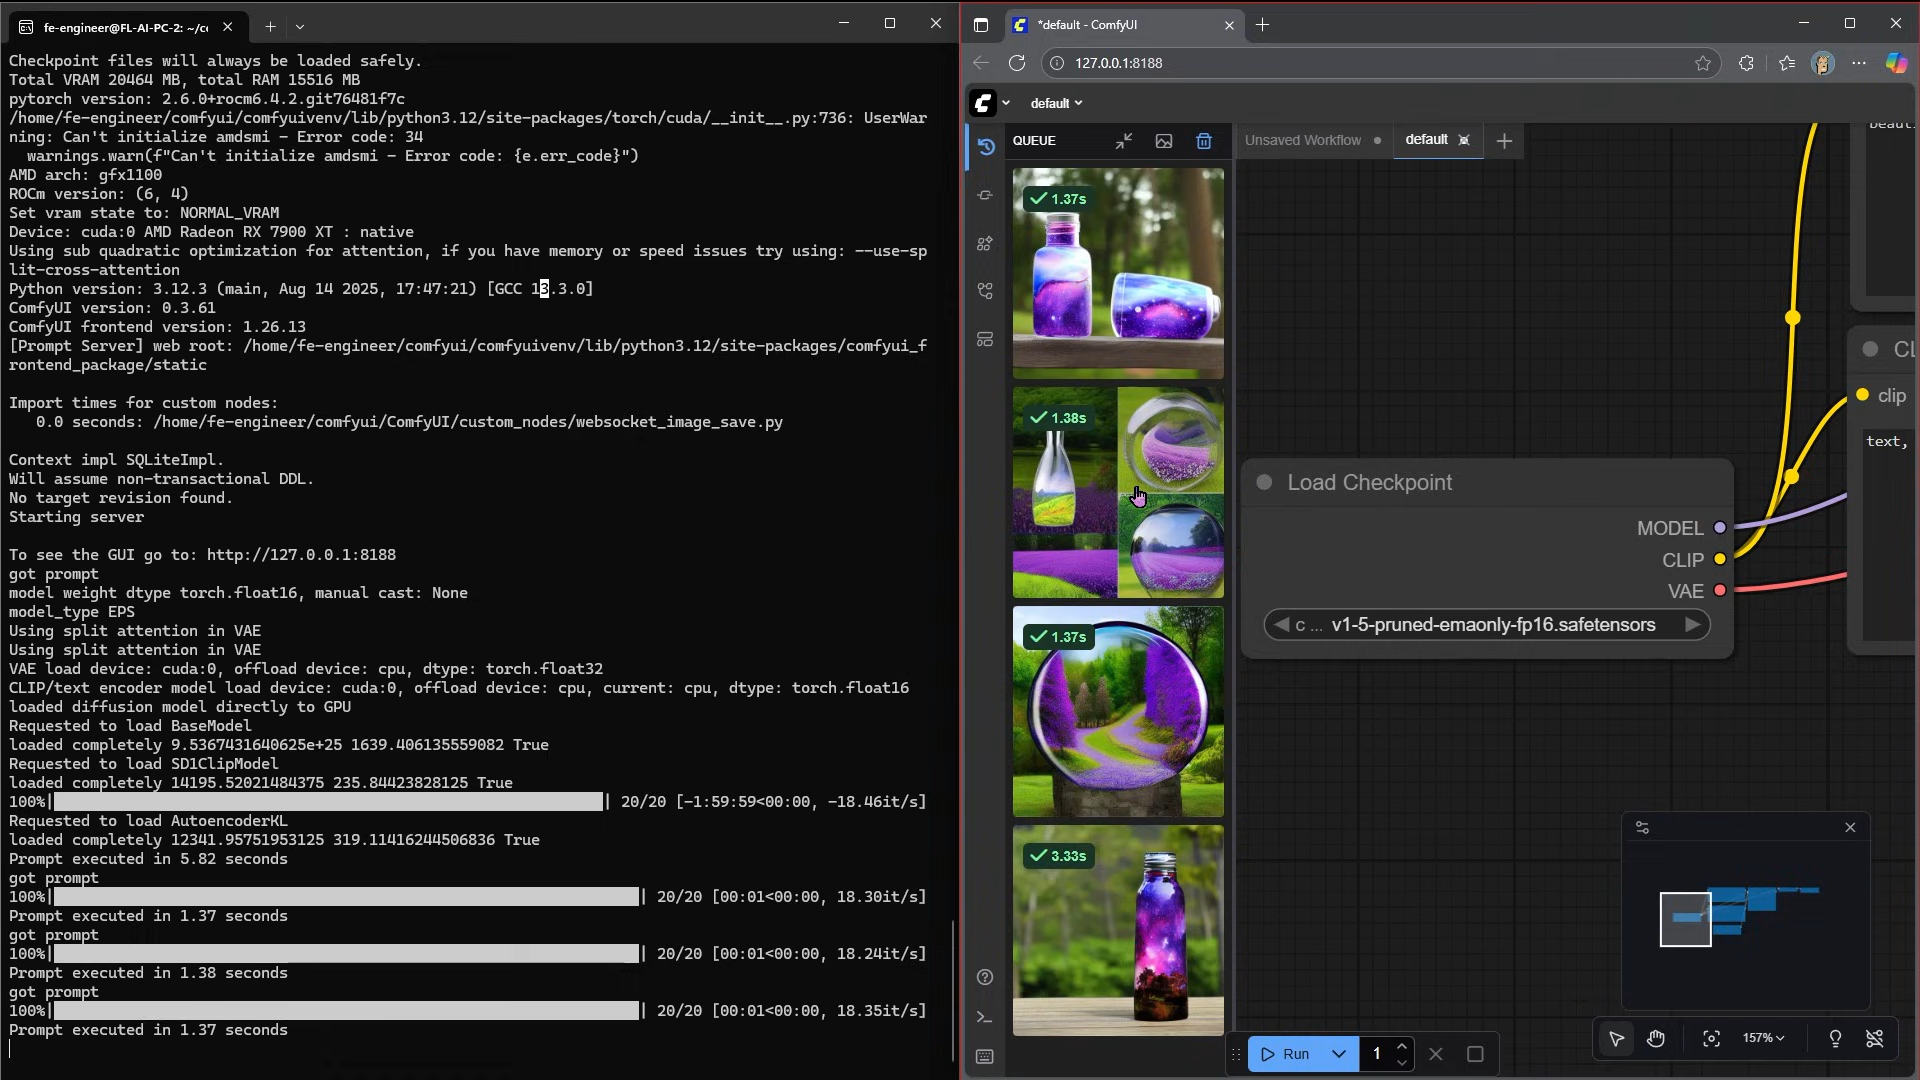 fe-engineer@FL-AI-PC-2: ~/c
Checkpoint files will always be loaded safely.
Total VRAM 20464 MB, total RAM 15516 MB
pytorch version: 2.6.0+rocm6.4.2.git76481f7c
/home/fe-engineer/comfyui/comfyuivenv/lib/python3.12/site-packages/torch/cuda/__init__.py:736: UserWar
ning: Can't initialize amdsmi - Error code: 34
warnings.warn(f"Can't initialize amdsmi - Error code: {e.err_code}")
AMD arch: gfx1100
ROCm version: (6, 4)
Set vram state to: NORMAL_VRAM
Device: cuda:0 AMD Radeon RX 7900 XT : native
Using sub quadratic optimization for attention, if you have memory or speed issues try using: --use-sp
lit-cross-attention
Python version: 3.12.3 (main, Aug 14 2025, 17:47:21) [GCC 13.3.0]
ComfyUI version: 0.3.61
ComfyUI frontend version: 1.26.13
[Prompt Server] web root: /home/fe-engineer/comfyui/comfyuivenv/lib/python3.12/site-packages/comfyui_f
rontend_package/static
Import times for custom nodes:
0.0 seconds: /home/fe-engineer/comfyui/ComfyUI/custom_nodes/websocket_image_save.py
Context impl SQLiteImpl.
Will assume non-transactional DDL.
No target revision found.
Starting server
To see the GUI go to: http://127.0.0.1:8188
got prompt
model weight dtype torch.float16, manual cast: None
model_type EPS
Using split attention in VAE
Using split attention in VAE
VAE load device: cuda:0, offload device: cpu, dtype: torch.float32
CLIP/text encoder model load device: cuda:0, offload device: cpu, current: cpu, dtype: torch.float16
loaded diffusion model directly to GPU
Requested to load BaseModel
loaded completely 9.5367431640625e+25 1639.406135559082 True
Requested to load SD1ClipModel
loaded completely 14195.52021484375 235.84423828125 True
100%| | 20/20 [-1:59:59<00:00, -18.46it/s]
Requested to load AutoencoderKL
loaded completely 12341.95751953125 319.11416244506836 True
Prompt executed in 5.82 seconds
got prompt
100%| | 20/20 [00:01<00:00, 18.30it/s]
Prompt executed in 1.37 seconds
got prompt
100%| | 20/20 [00:01<00:00, 18.24it/s]
Prompt executed in 1.38 seconds
got prompt
100%| | 20/20 [00:01<00:00, 18.35it/s]
Prompt executed in 1.37 seconds
*default - ComfyUI
127.0.0.1:8188
default
QUEUE
Unsaved Workflow
default
1.37s
1.38s
1.37s
3.33s
Load Checkpoint
MODEL
CLIP
VAE
c ... v1-5-pruned-emaonly-fp16.safetensors
CL
clip
text,
Run
1
157%